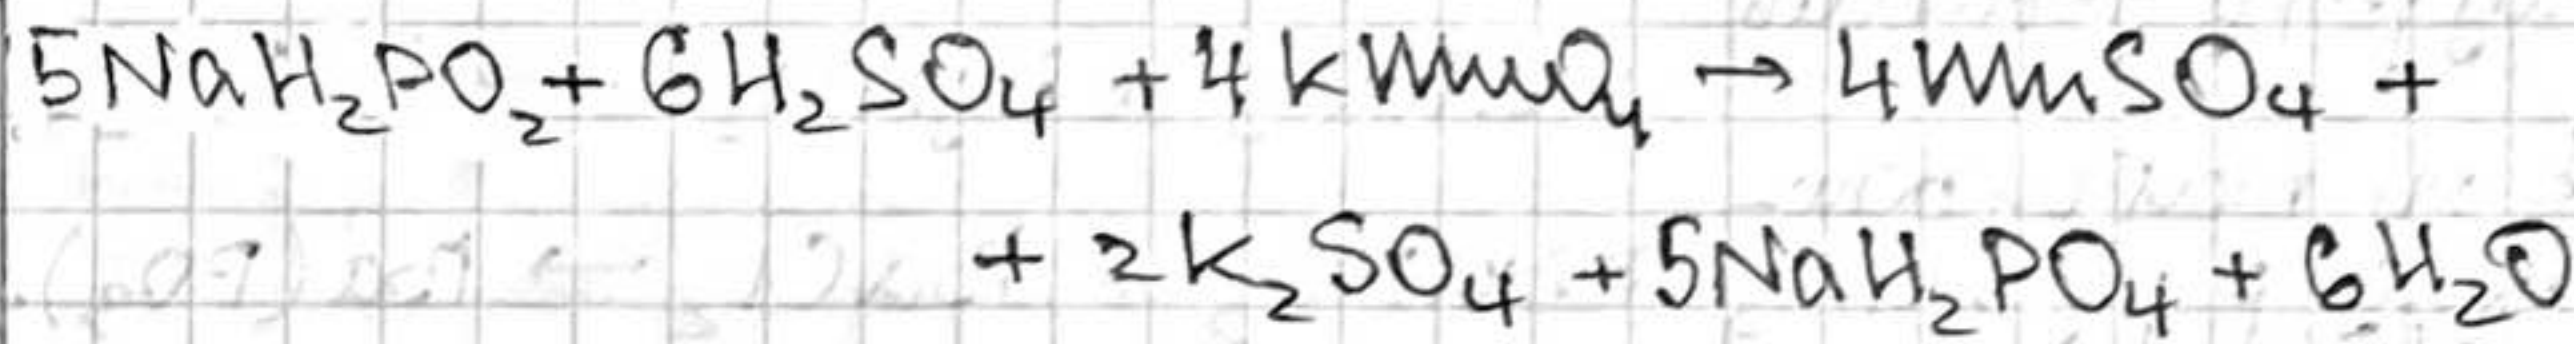 5NaH₂PO₂ + 6H₂SO₄ + 4KMnO₄ → 4MnSO₄ +
+ 2K₂SO₄ + 5NaH₂PO₄ + 6H₂O